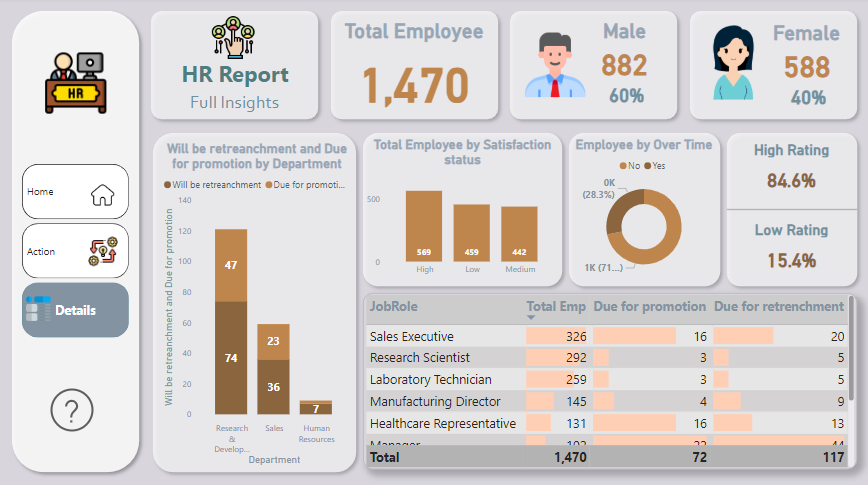 HR
Home
Action
Details
?
HR Report
Full Insights
Total Employee
1,470
Male
882
60%
Female
588
40%
Will be retreanchment and Due
for promotion by Department
Will be retreanchment
Due for promoti...
Will be retreanchment and Due for promotion
140
120
100
80
60
40
20
0
47
74
23
36
7
Research
&
Develop...
Sales
Human
Resources
Department
Total Employee by Satisfaction
status
500
0
569
459
442
High
Low
Medium
Employee by Over Time
No
Yes
0K
(28.3%)
1K (71...)
High Rating
84.6%
Low Rating
15.4%
JobRole Total Emp Due for promotion Due for retrenchment
Sales Executive 326 16 20
Research Scientist 292 3 5
Laboratory Technician 259 3 5
Manufacturing Director 145 4 9
Healthcare Representative 131 16 13
Manager 102
Total 1,470 72 117